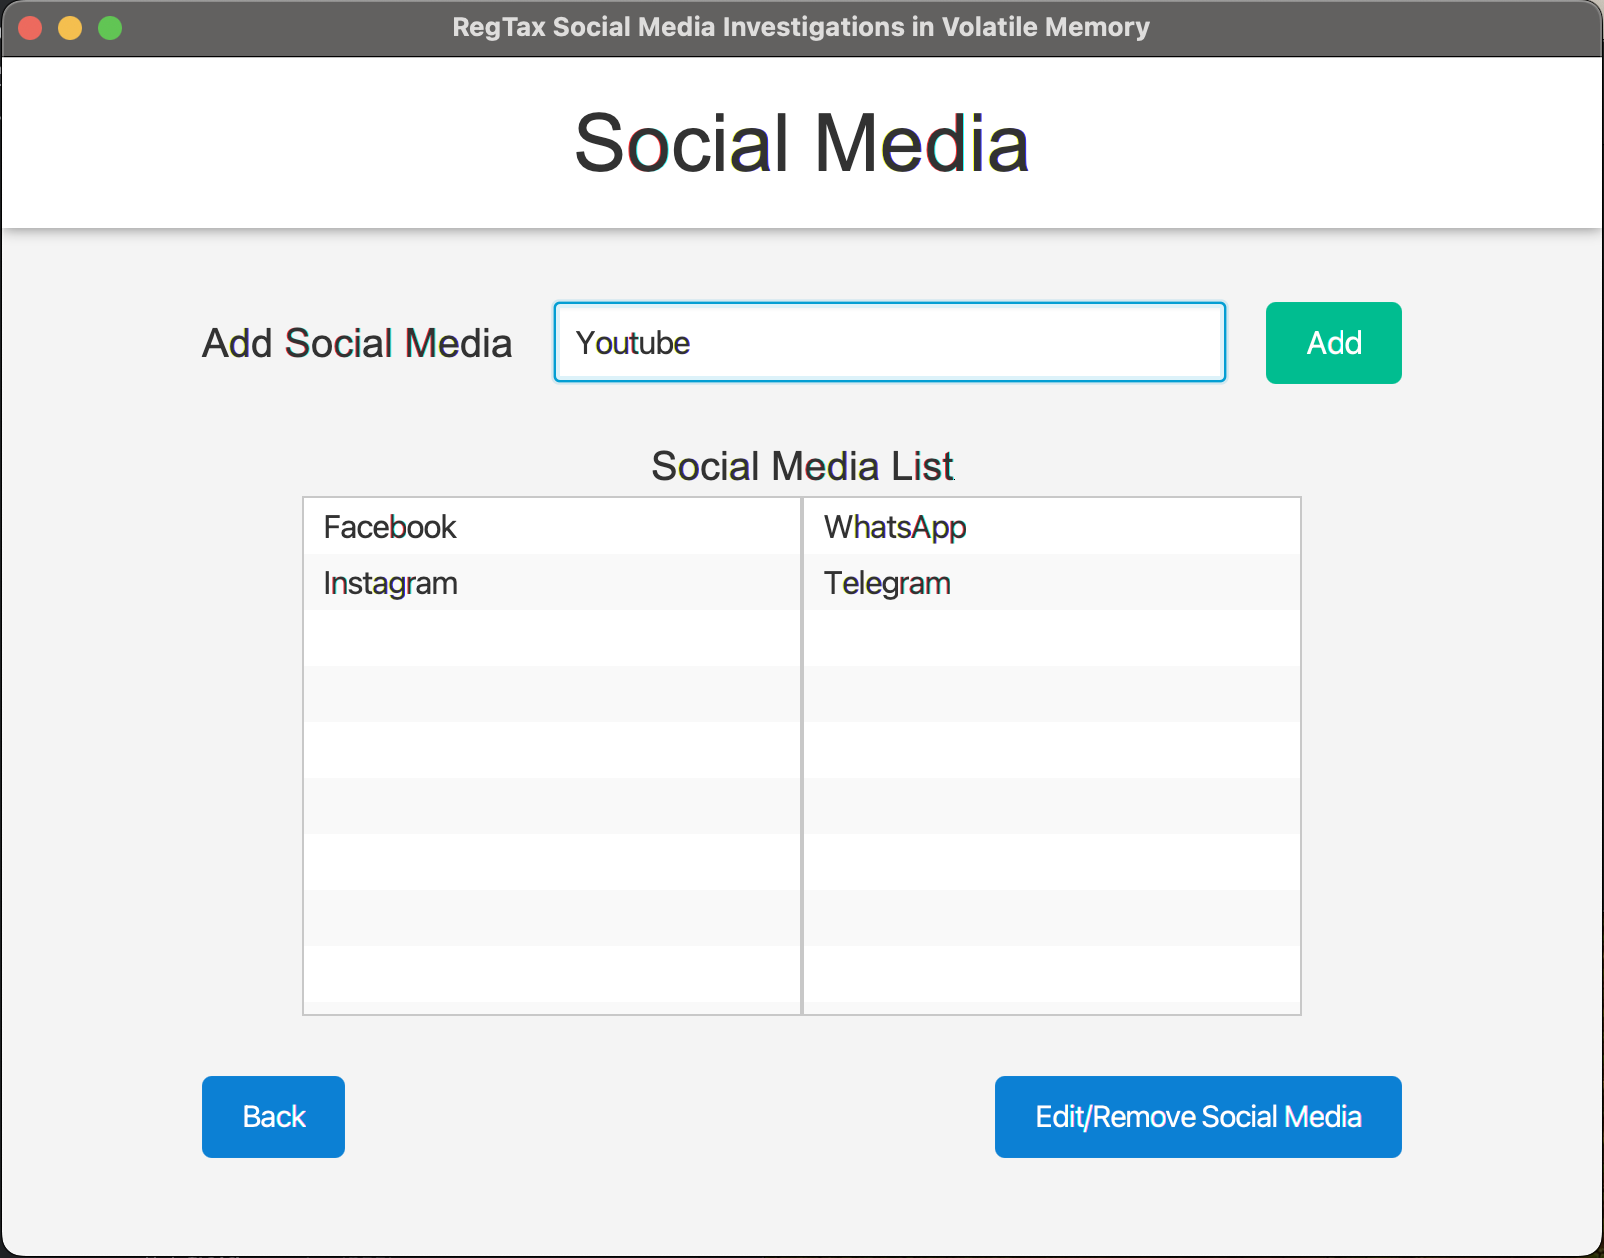 RegTax Social Media Investigations in Volatile Memory
Social Media
Add Social Media
Youtube
Add
Social Media List
Facebook
WhatsApp
Instagram
Telegram
Back
Edit/Remove Social Media